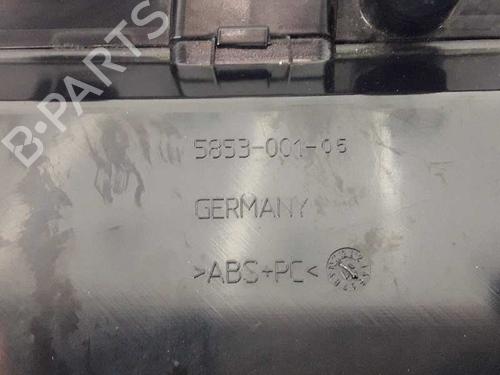 B-PARTS
5853-001-05
GERMANY
>ABS+PC<